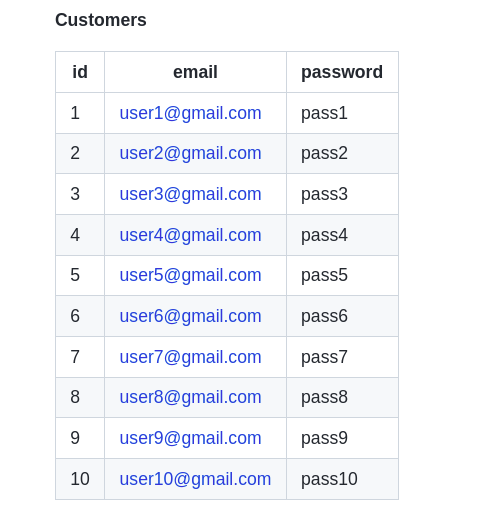 Customers
id email password
1 user1@gmail.com pass1
2 user2@gmail.com pass2
3 user3@gmail.com pass3
4 user4@gmail.com pass4
5 user5@gmail.com pass5
6 user6@gmail.com pass6
7 user7@gmail.com pass7
8 user8@gmail.com pass8
9 user9@gmail.com pass9
10 user10@gmail.com pass10